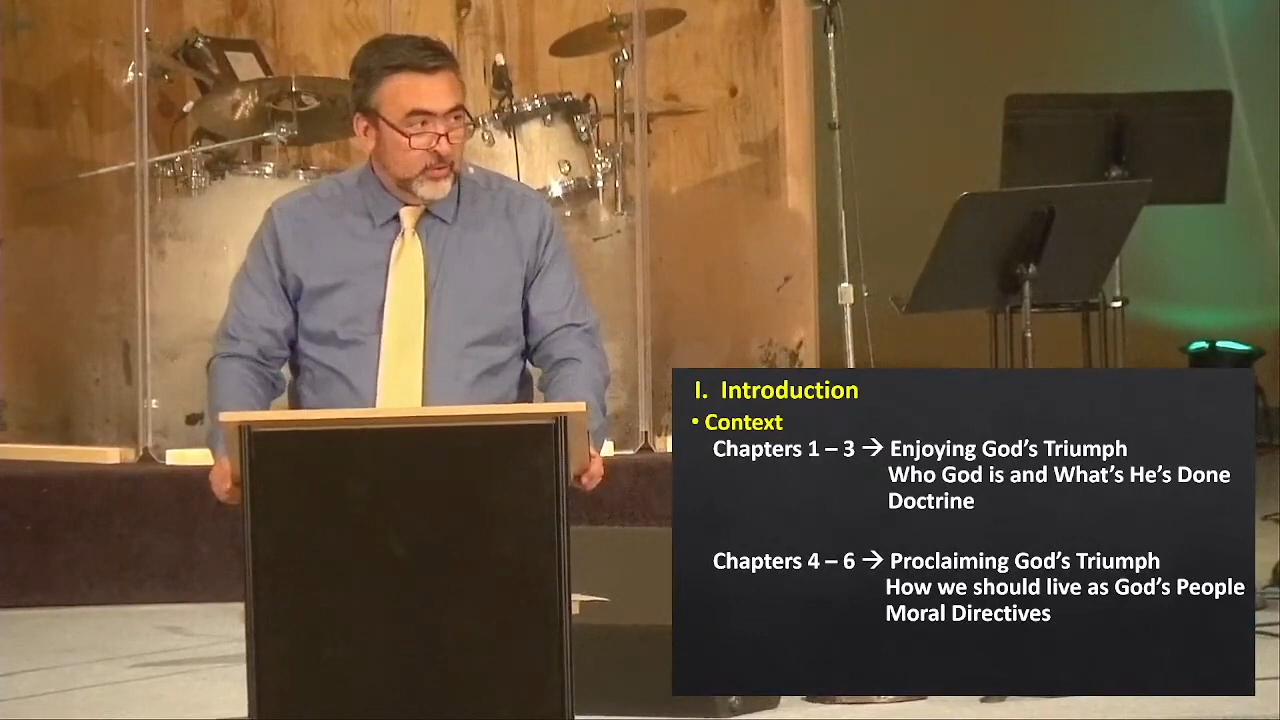 I. Introduction
• Context
Chapters 1 – 3 → Enjoying God's Triumph
Who God is and What's He's Done
Doctrine
Chapters 4 – 6 → Proclaiming God's Triumph
How we should live as God's People
Moral Directives